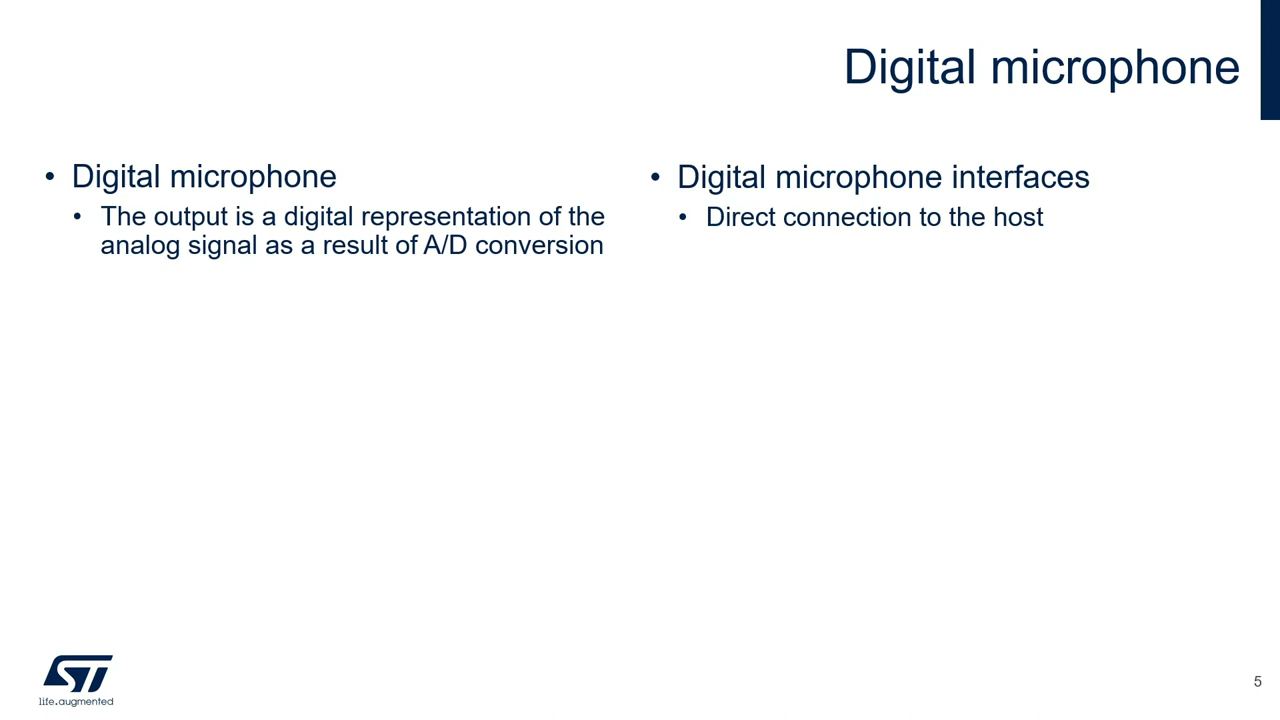 Digital microphone
• Digital microphone
• The output is a digital representation of the
analog signal as a result of A/D conversion
• Digital microphone interfaces
• Direct connection to the host
ST
life.augmented
5